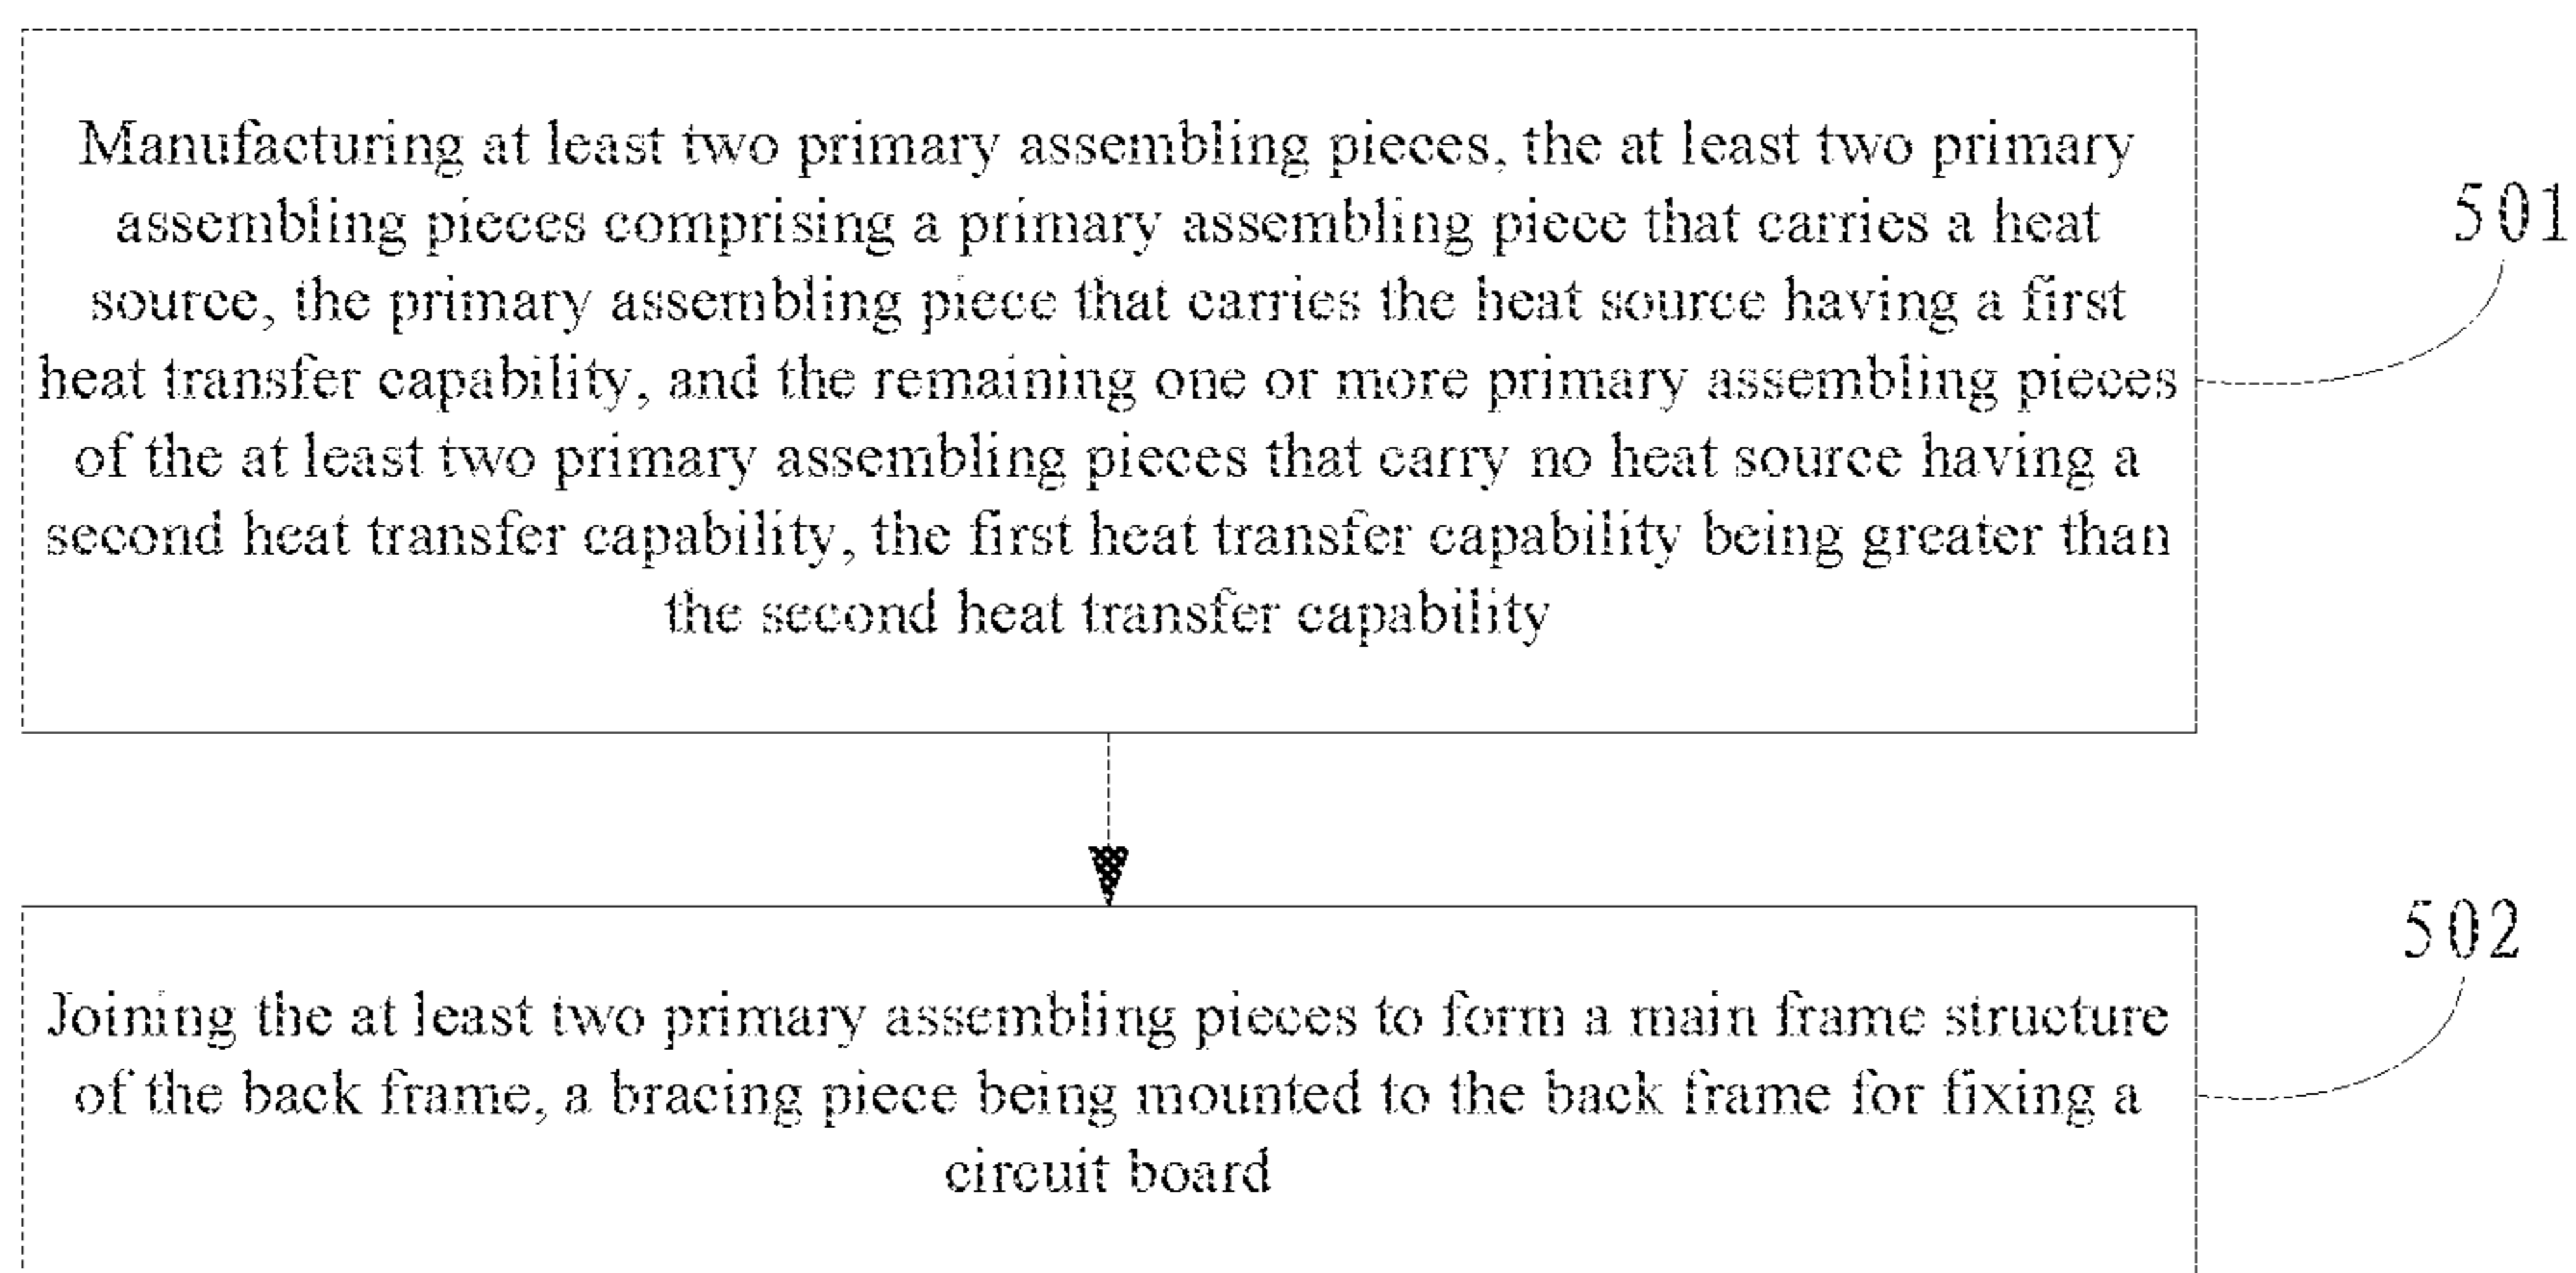 Manufacturing at least two primary assembling pieces, the at least two primary
assembling pieces comprising a primary assembling piece that carries a heat
source, the primary assembling piece that carries the heat source having a first
heat transfer capability, and the remaining one or more primary assembling pieces
of the at least two primary assembling pieces that carry no heat source having a
second heat transfer capability, the first heat transfer capability being greater than
the second heat transfer capability
501
Joining the at least two primary assembling pieces to form a main frame structure
of the back frame, a bracing piece being mounted to the back frame for fixing a
circuit board
502